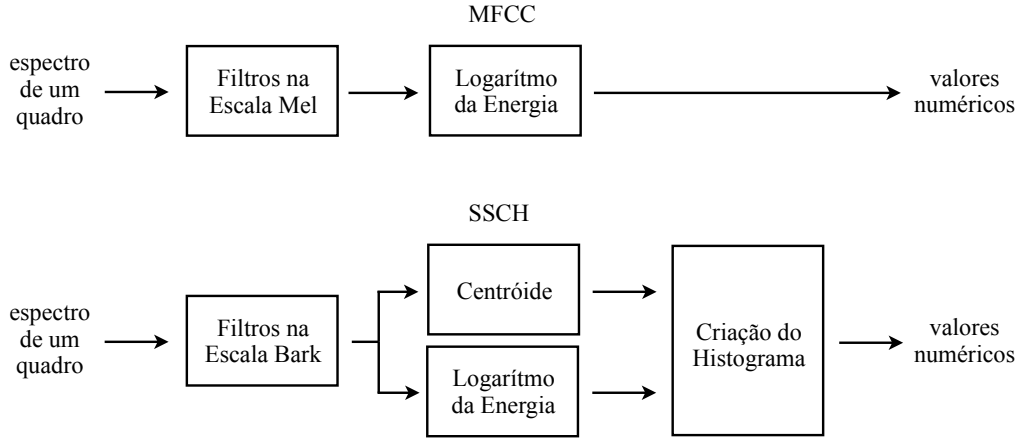 MFCC
espectro
de um
quadro
Filtros na
Escala Mel
Logarítmo
da Energia
valores
numéricos
SSCH
espectro
de um
quadro
Filtros na
Escala Bark
Centróide
Logarítmo
da Energia
Criação do
Histograma
valores
numéricos